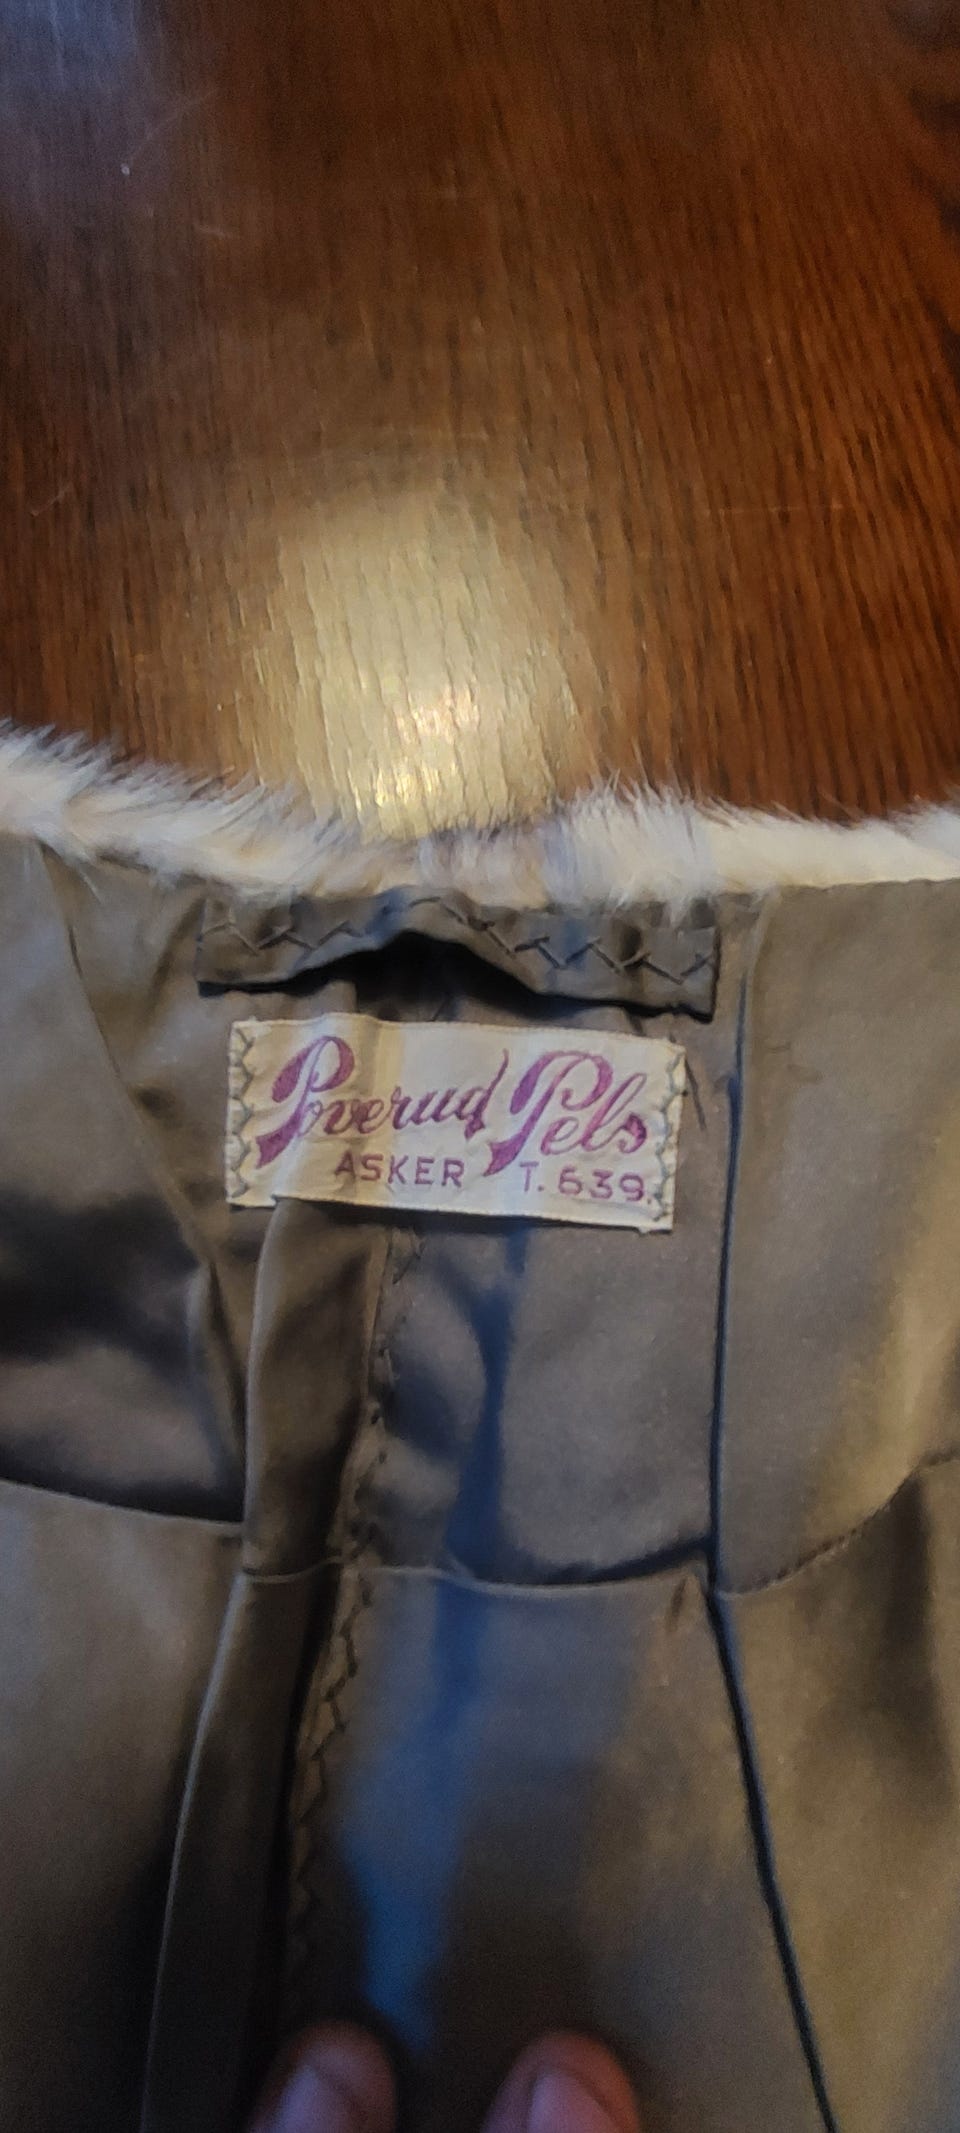 Poverud Pels
ASKER T. 639.